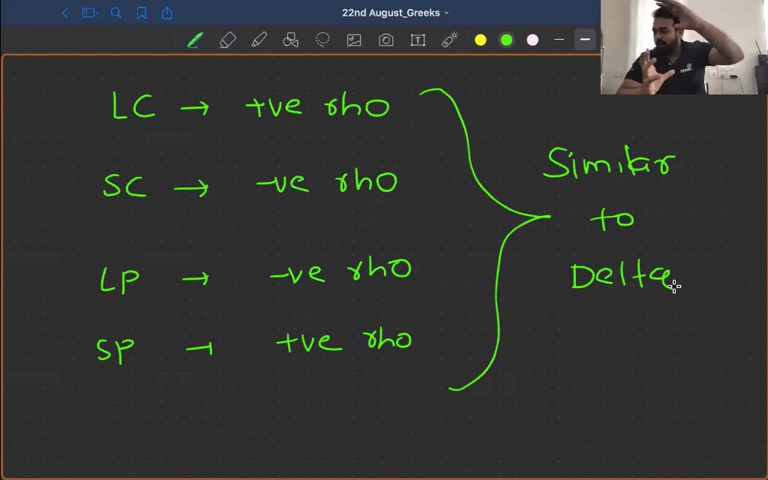 22nd August_Greeks
LC → +ve rho
SC → -ve rho
LP → -ve rho
SP → +ve rho
Similar
to
Delta